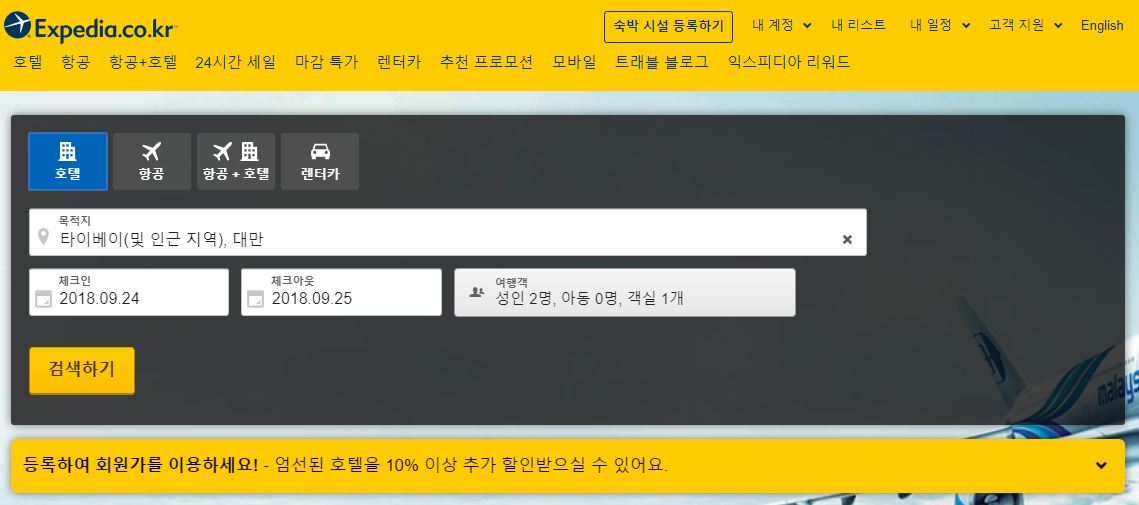 Expedia.co.kr™
숙박 시설 등록하기 내 계정 내 리스트 내 일정 고객 지원 English
호텔 항공 항공+호텔 24시간 세일 마감 특가 렌터카 추천 프로모션 모바일 트래블 블로그 익스피디아 리워드
호텔 항공 항공 + 호텔 렌터카
목적지
타이베이(및 인근 지역), 대만
체크인 체크아웃 여행객
2018.09.24 2018.09.25 성인 2명, 아동 0명, 객실 1개
검색하기
malays
등록하여 회원가를 이용하세요! - 엄선된 호텔을 10% 이상 추가 할인받으실 수 있어요.